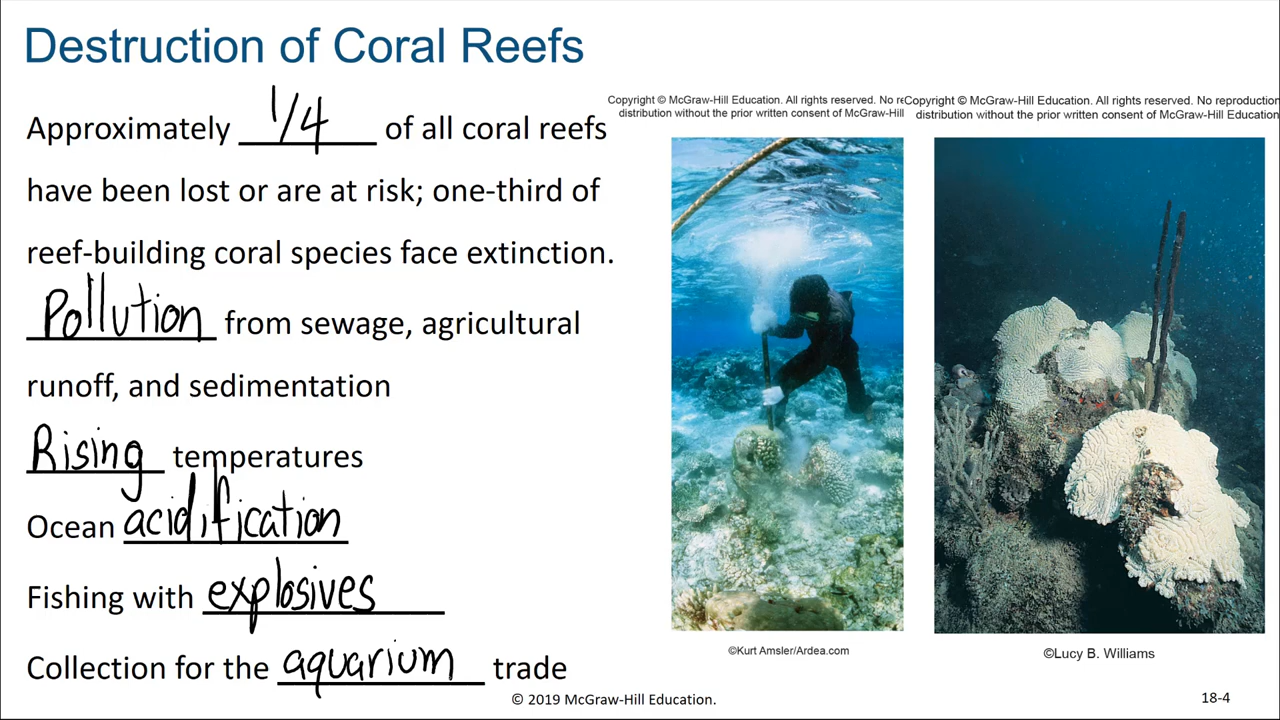 Destruction of Coral Reefs
Approximately 1/4 of all coral reefs
have been lost or are at risk; one-third of
reef-building coral species face extinction.
Pollution from sewage, agricultural
runoff, and sedimentation
Rising temperatures
Ocean acidification
Fishing with explosives
Collection for the aquarium trade
Copyright © McGraw-Hill Education. All rights reserved. No re
distribution without the prior written consent of McGraw-Hill
Copyright © McGraw-Hill Education. All rights reserved. No reproduction
distribution without the prior written consent of McGraw-Hill Education
©Kurt Amsler/Ardea.com
©Lucy B. Williams
© 2019 McGraw-Hill Education.
18-4